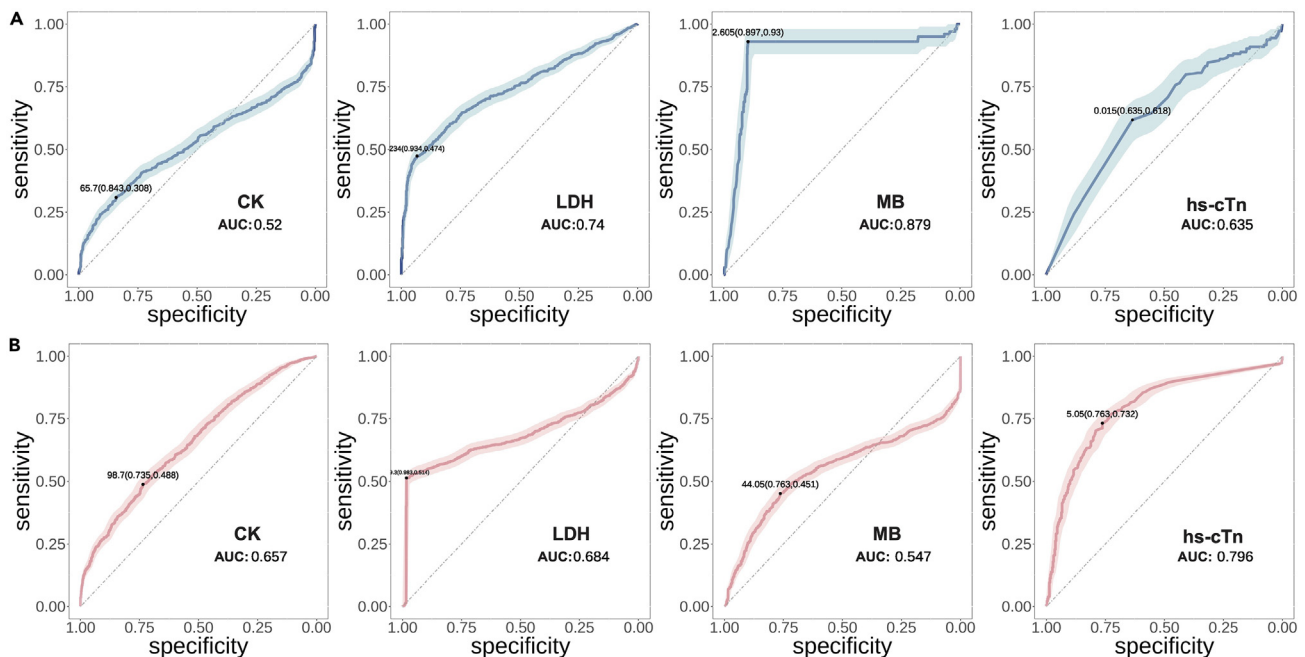 A
sensitivity
1.00
0.75
0.50
0.25
0.00
65.7(0.843,0.308)
CK
AUC: 0.52
1.00 0.75 0.50 0.25 0.00
specificity
sensitivity
1.00
0.75
0.50
0.25
0.00
234(0.934,0.474)
LDH
AUC: 0.74
1.00 0.75 0.50 0.25 0.00
specificity
sensitivity
1.00
0.75
0.50
0.25
0.00
2.605(0.897,0.93)
MB
AUC: 0.879
1.00 0.75 0.50 0.25 0.00
specificity
sensitivity
1.00
0.75
0.50
0.25
0.00
0.015(0.635,0.618)
hs-cTn
AUC: 0.635
1.00 0.75 0.50 0.25 0.00
specificity
B
sensitivity
1.00
0.75
0.50
0.25
0.00
98.7(0.735,0.488)
CK
AUC: 0.657
1.00 0.75 0.50 0.25 0.00
specificity
sensitivity
1.00
0.75
0.50
0.25
0.00
LDH
AUC: 0.684
1.00 0.75 0.50 0.25 0.00
specificity
sensitivity
1.00
0.75
0.50
0.25
0.00
44.05(0.763,0.451)
MB
AUC: 0.547
1.00 0.75 0.50 0.25 0.00
specificity
sensitivity
1.00
0.75
0.50
0.25
0.00
5.05(0.763,0.732)
hs-cTn
AUC: 0.796
1.00 0.75 0.50 0.25 0.00
specificity